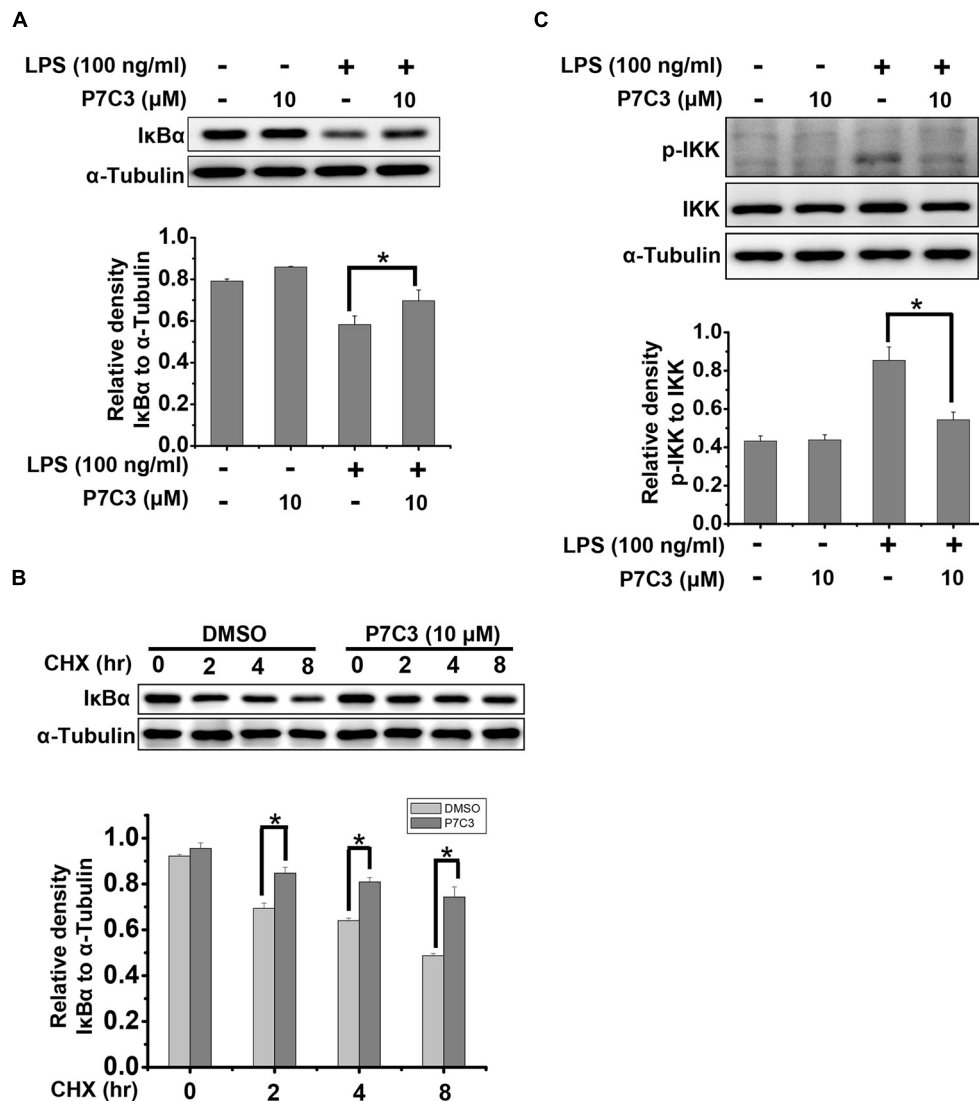 A
LPS (100 ng/ml) - - + +
P7C3 (μM) - 10 - 10
IκBα
α-Tubulin
Relative density
IκBα to α-Tubulin
1.0
0.8
0.6
0.4
0.2
0.0
*
LPS (100 ng/ml) - - + +
P7C3 (μM) - 10 - 10
B
DMSO P7C3 (10 μM)
CHX (hr) 0 2 4 8 0 2 4 8
IκBα
α-Tubulin
DMSO
P7C3
Relative density
IκBα to α-Tubulin
1.0
0.8
0.6
0.4
0.2
0.0
* * *
CHX (hr) 0 2 4 8
C
LPS (100 ng/ml) - - + +
P7C3 (μM) - 10 - 10
p-IKK
IKK
α-Tubulin
Relative density
p-IKK to IKK
1.0
0.8
0.6
0.4
0.2
0.0
*
LPS (100 ng/ml) - - + +
P7C3 (μM) - 10 - 10